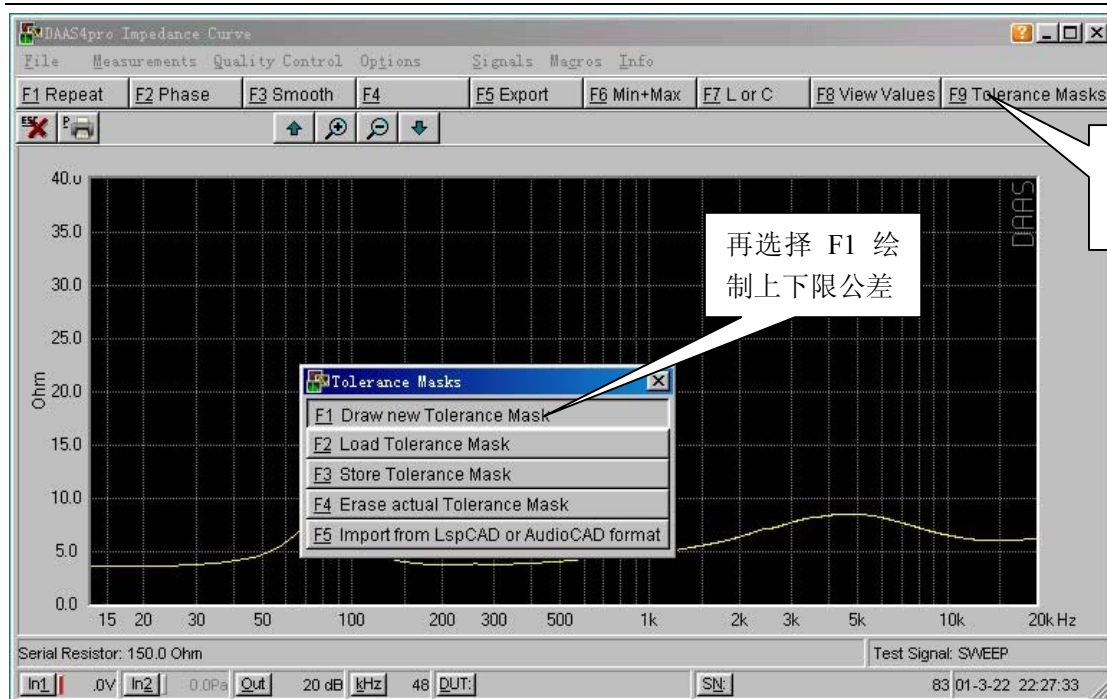 DAAS4pro Impedance Curve
File Measurements Quality Control Options Signals Magros Info
F1 Repeat F2 Phase F3 Smooth F4 F5 Export F6 Min+Max F7 L or C F8 View Values F9 Tolerance Masks
ESC P
DAAS
40.0
35.0
30.0
25.0
20.0
15.0
10.0
5.0
0.0
Ohm
再选择 F1 绘
制上下限公差
Tolerance Masks
F1 Draw new Tolerance Mask
F2 Load Tolerance Mask
F3 Store Tolerance Mask
F4 Erase actual Tolerance Mask
F5 Import from LspCAD or AudioCAD format
15 20 30 50 100 200 300 500 1k 2k 3k 5k 10k 20k Hz
Serial Resistor: 150.0 Ohm Test Signal: SWEEP
In1 .0V In2 0.0Pa Out 20 dB kHz 48 DUT: SN: 83 01-3-22 22:27:33